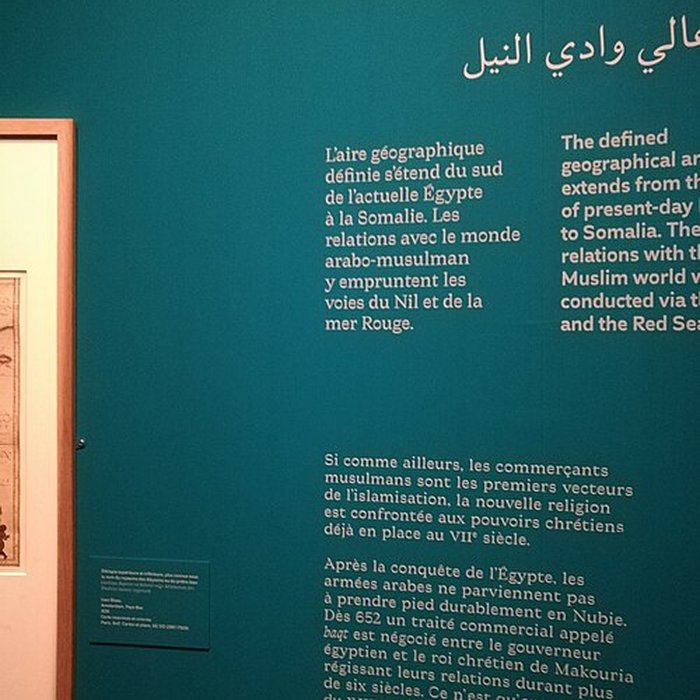 عالي وادي النيل
L'aire géographique
définie s'étend du sud
de l'actuelle Égypte
à la Somalie. Les
relations avec le monde
arabo-musulman
y empruntent les
voies du Nil et de la
mer Rouge.
The defined
geographical
extends from
of present-day
to Somalia. The
relations with
Muslim world
conducted via
and the Red
Si comme ailleurs, les commerçants
musulmans sont les premiers vecteurs
de l'islamisation, la nouvelle religion
est confrontée aux pouvoirs chrétiens
déjà en place au VIIe siècle.
Après la conquête de l'Égypte, les
armées arabes ne parviennent pas
à prendre pied durablement en Nubie.
Dès 652 un traité commercial appelé
baqt est négocié entre le gouverneur
égyptien et le roi chrétien de Makouria
régissant leurs relations durant plus
de six siècles. Ce n'est